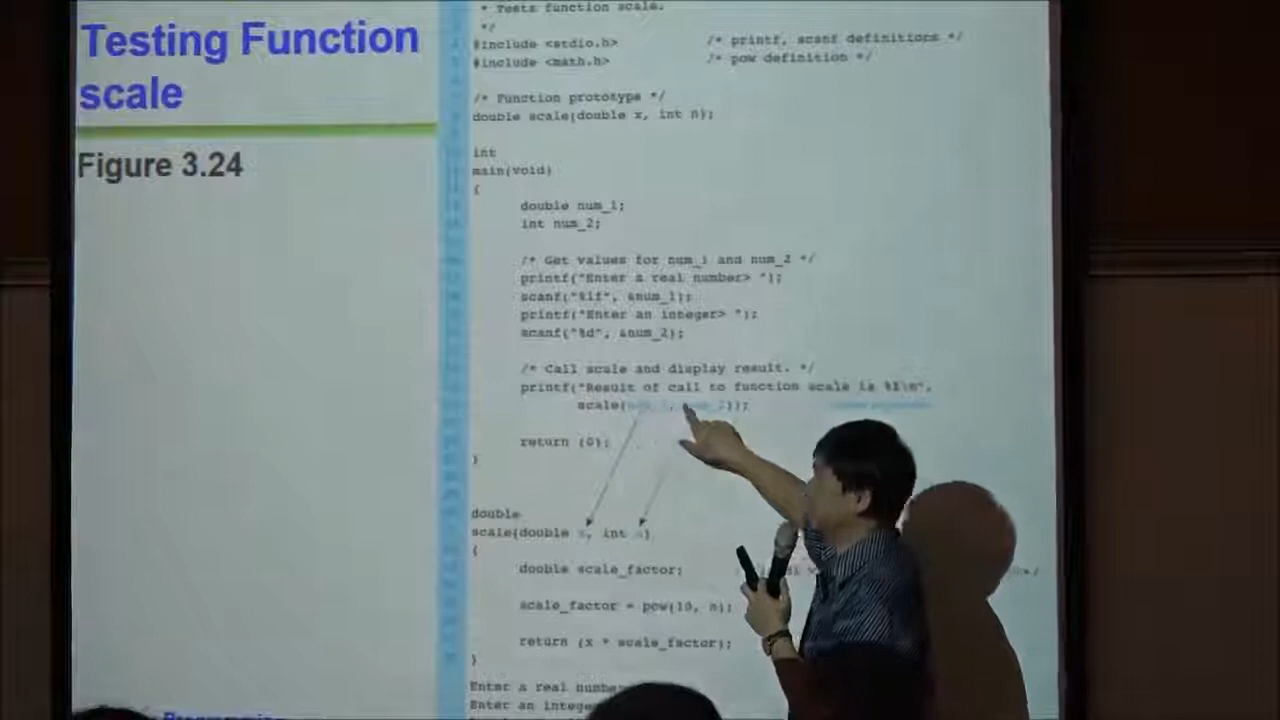 Testing Function
scale
Figure 3.24
* Tests function scale.
*/
#include <stdio.h> /* printf, scanf definitions */
#include <math.h> /* pow definition */
/* Function prototype */
double scale(double x, int n);
int
main(void)
{
double num_1;
int num_2;
/* Get values for num_1 and num_2 */
printf("Enter a real number> ");
scanf("%lf", &num_1);
printf("Enter an integer> ");
scanf("%d", &num_2);
/* Call scale and display result. */
printf("Result of call to function scale is %f\n",
scale(num_1, num_2));
return (0);
}
double
scale(double x, int n)
{
double scale_factor;
scale_factor = pow(10, n);
return (x * scale_factor);
}
Enter a real
Enter an